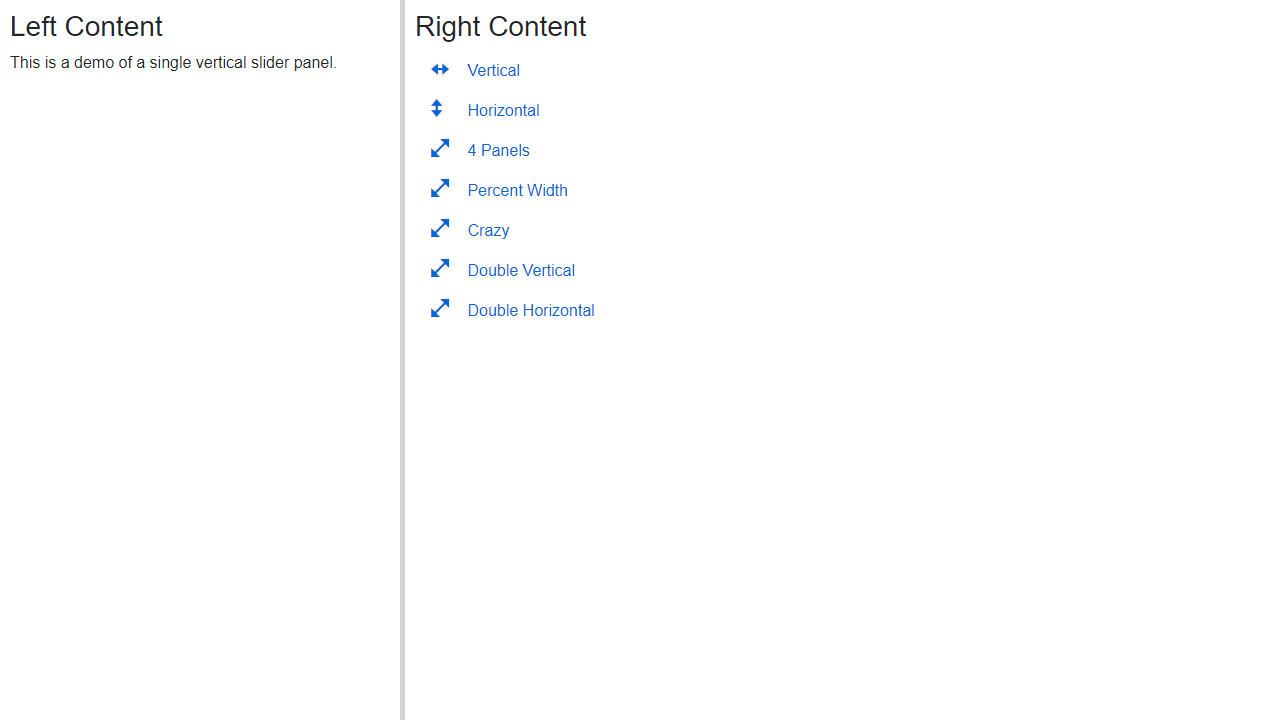 Left Content
This is a demo of a single vertical slider panel.
Right Content
Vertical
Horizontal
4 Panels
Percent Width
Crazy
Double Vertical
Double Horizontal